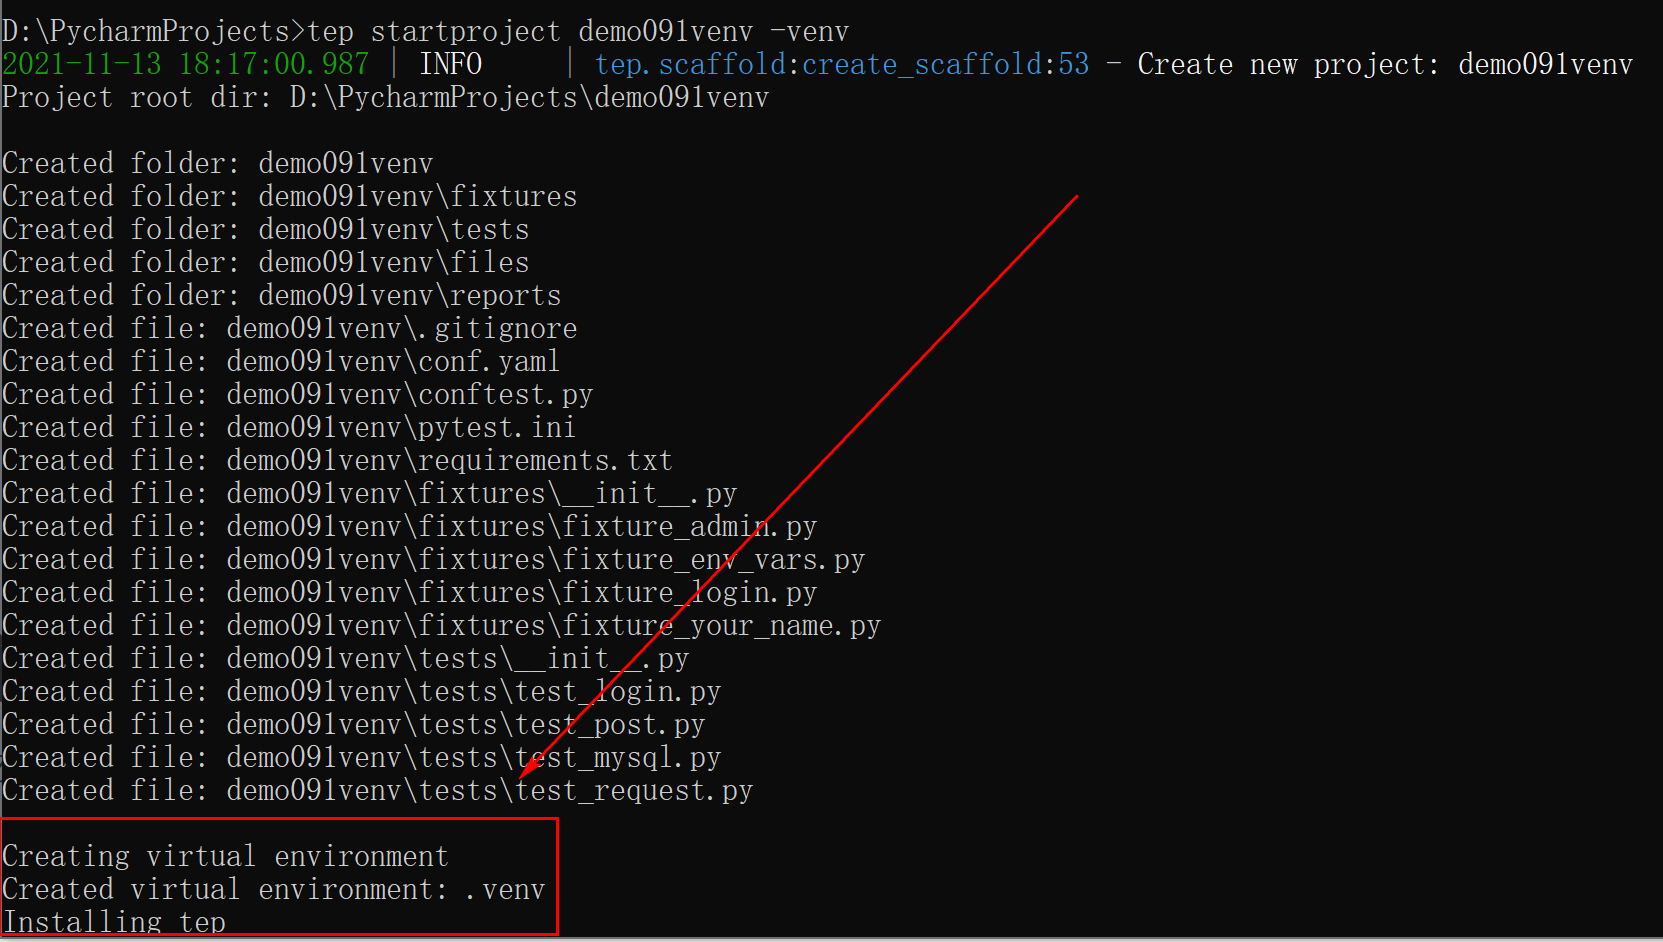 D:\PycharmProjects>tep startproject demo091venv -venv
2021-11-13 18:17:00.987 | INFO     | tep.scaffold:create_scaffold:53 - Create new project: demo091venv
Project root dir: D:\PycharmProjects\demo091venv
Created folder: demo091venv
Created folder: demo091venv\fixtures
Created folder: demo091venv\tests
Created folder: demo091venv\files
Created folder: demo091venv\reports
Created file: demo091venv\.gitignore
Created file: demo091venv\conf.yaml
Created file: demo091venv\conftest.py
Created file: demo091venv\pytest.ini
Created file: demo091venv\requirements.txt
Created file: demo091venv\fixtures\__init__.py
Created file: demo091venv\fixtures\fixture_admin.py
Created file: demo091venv\fixtures\fixture_env_vars.py
Created file: demo091venv\fixtures\fixture_login.py
Created file: demo091venv\fixtures\fixture_your_name.py
Created file: demo091venv\tests\__init__.py
Created file: demo091venv\tests\test_login.py
Created file: demo091venv\tests\test_post.py
Created file: demo091venv\tests\test_mysql.py
Created file: demo091venv\tests\test_request.py
Creating virtual environment
Created virtual environment: .venv
Installing tep